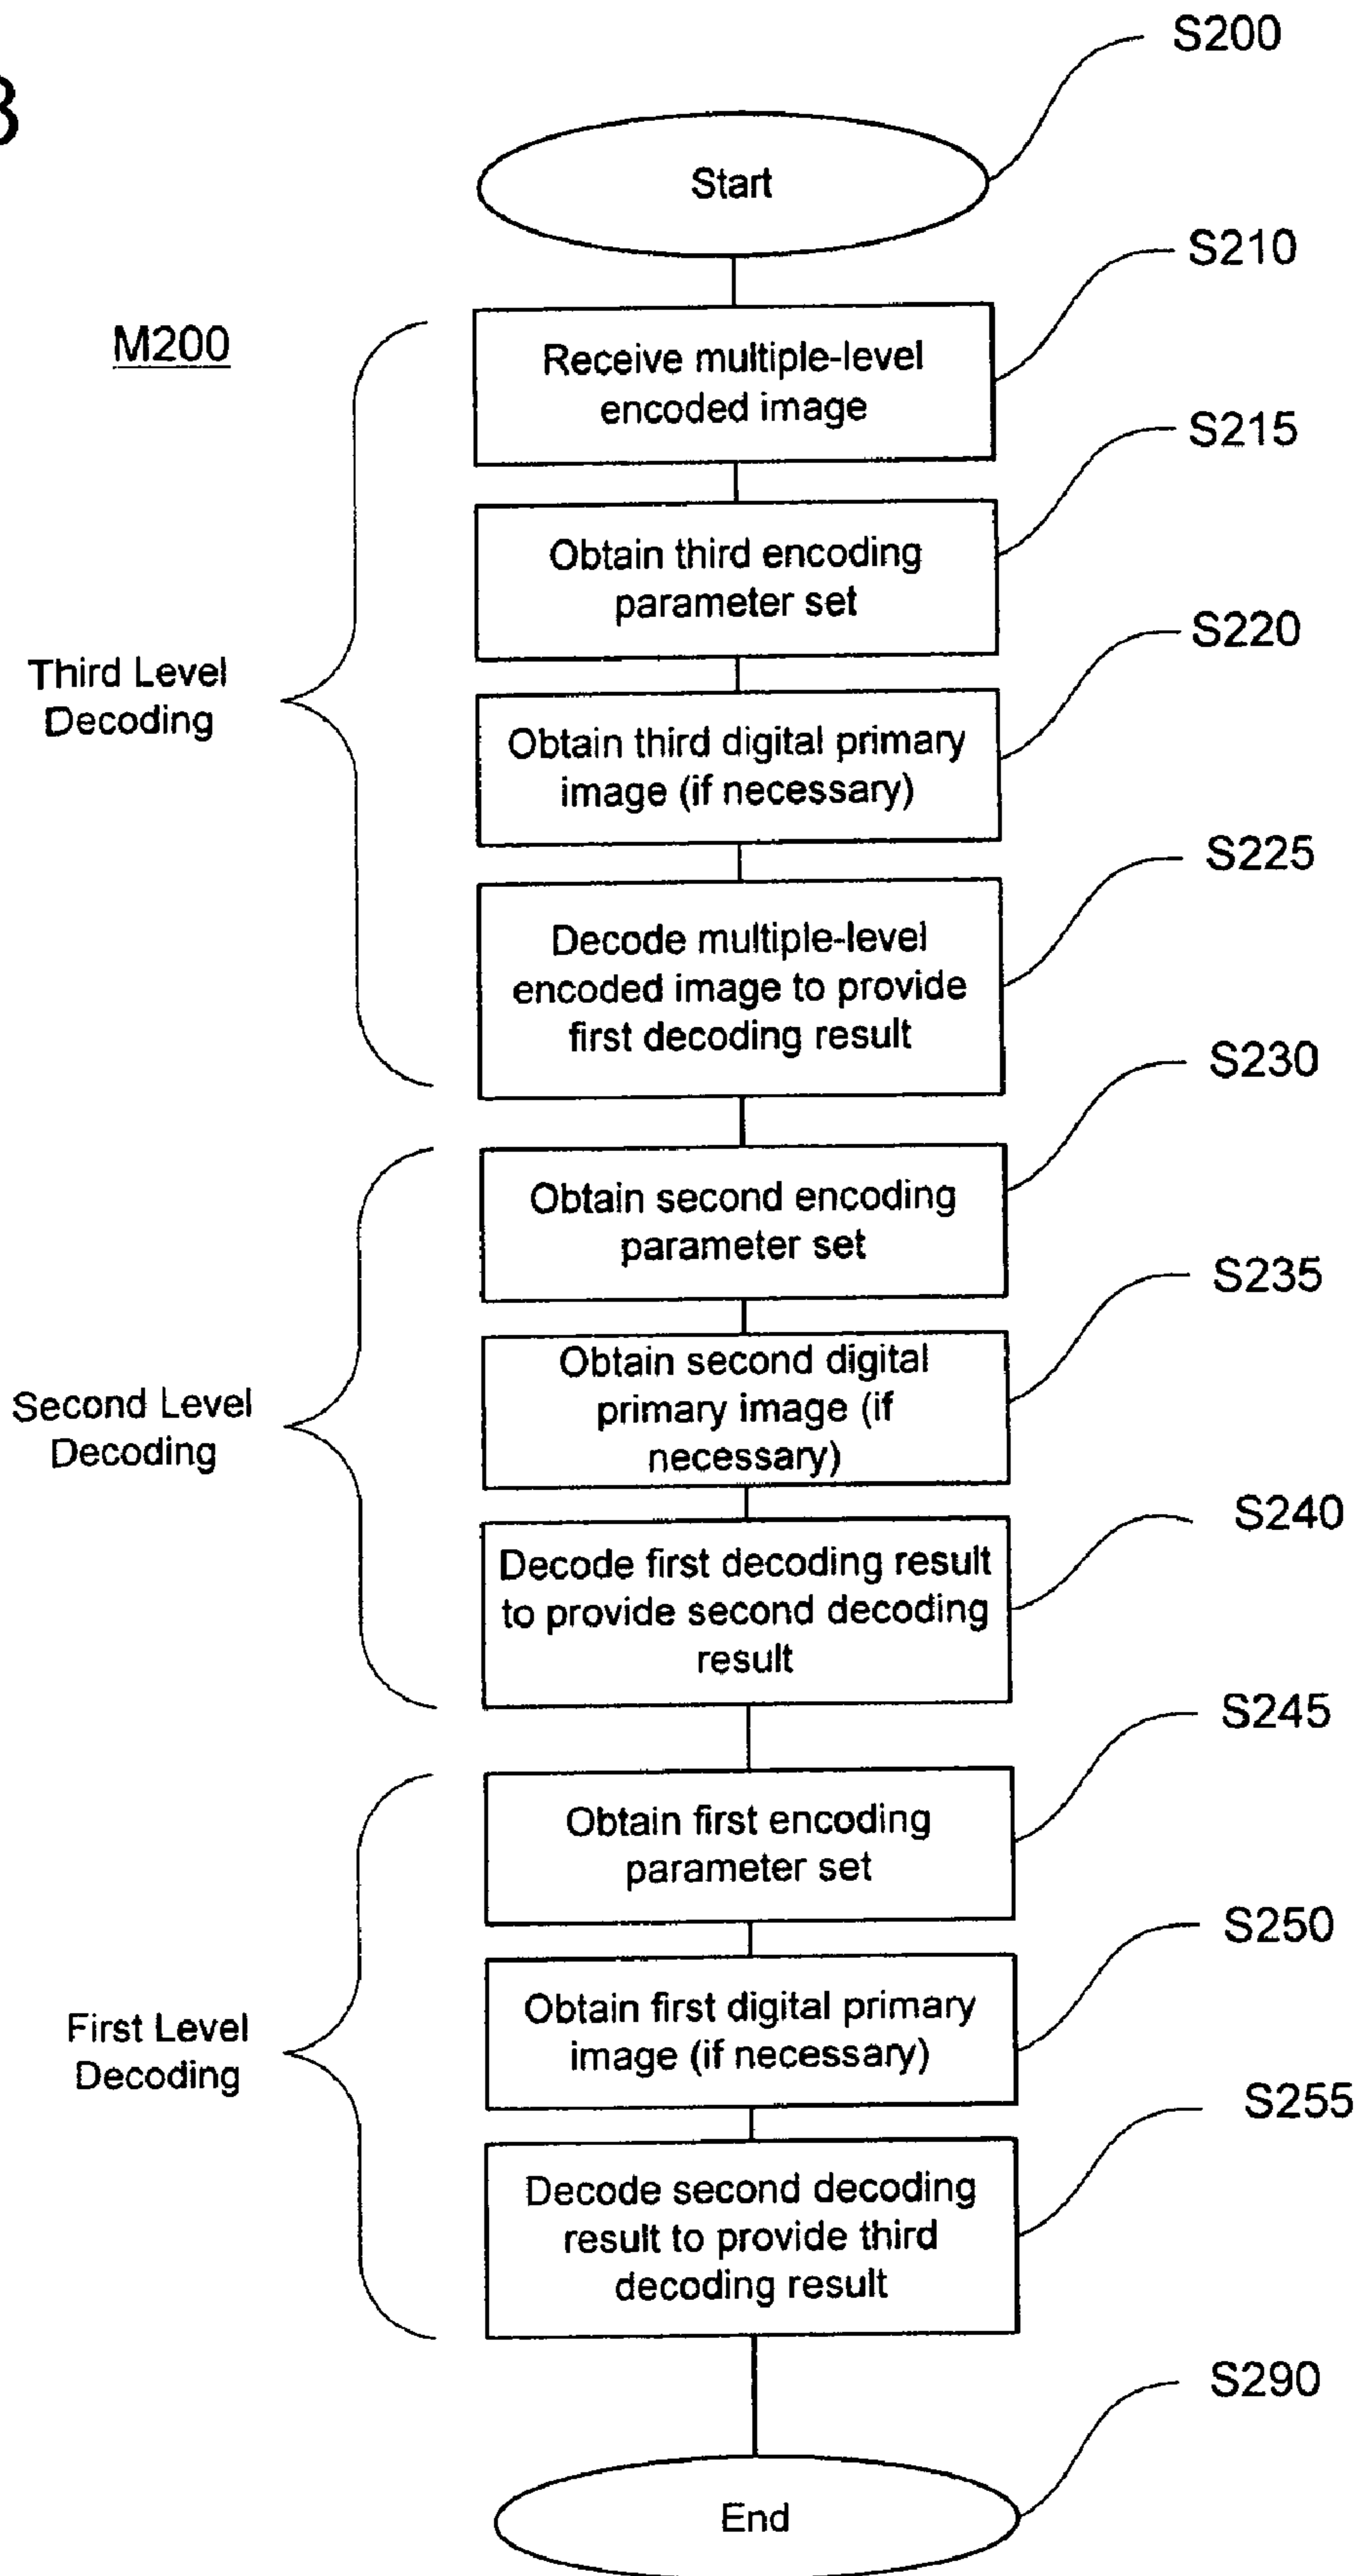 S200
Start
S210
M200
Receive multiple-level
encoded image
S215
Obtain third encoding
parameter set
S220
Third Level
Decoding
Obtain third digital primary
image (if necessary)
S225
Decode multiple-level
encoded image to provide
first decoding result
S230
Obtain second encoding
parameter set
S235
Second Level
Decoding
Obtain second digital
primary image (if
necessary)
S240
Decode first decoding result
to provide second decoding
result
S245
Obtain first encoding
parameter set
S250
First Level
Decoding
Obtain first digital primary
image (if necessary)
S255
Decode second decoding
result to provide third
decoding result
S290
End